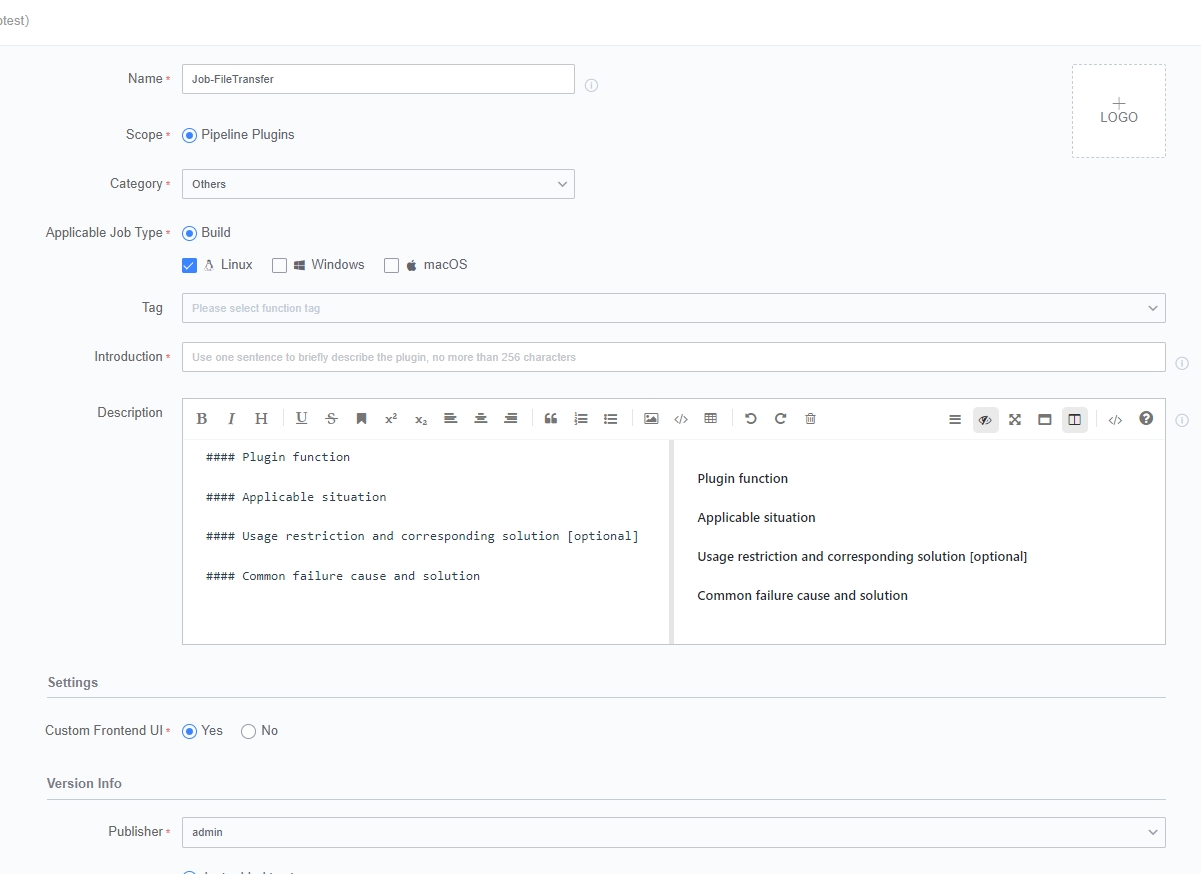 otest)
Name *
Job-FileTransfer
LOGO
Scope *
Pipeline Plugins
Category *
Others
Applicable Job Type *
Build
Linux
Windows
macOS
Tag
Please select function tag
Introduction *
Use one sentence to briefly describe the plugin, no more than 256 characters
Description
B I H U S x² x₂
#### Plugin function
#### Applicable situation
#### Usage restriction and corresponding solution [optional]
#### Common failure cause and solution
Plugin function
Applicable situation
Usage restriction and corresponding solution [optional]
Common failure cause and solution
Settings
Custom Frontend UI *
Yes
No
Version Info
Publisher *
admin